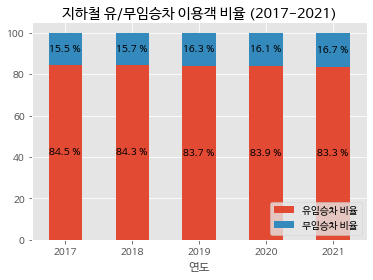 지하철 유/무임승차 이용객 비율 (2017-2021)
100
80
60
40
20
0
15.5 % 15.7 % 16.3 % 16.1 % 16.7 %
84.5 % 84.3 % 83.7 % 83.9 % 83.3 %
유임승차 비율
무임승차 비율
2017 2018 2019 2020 2021
연도